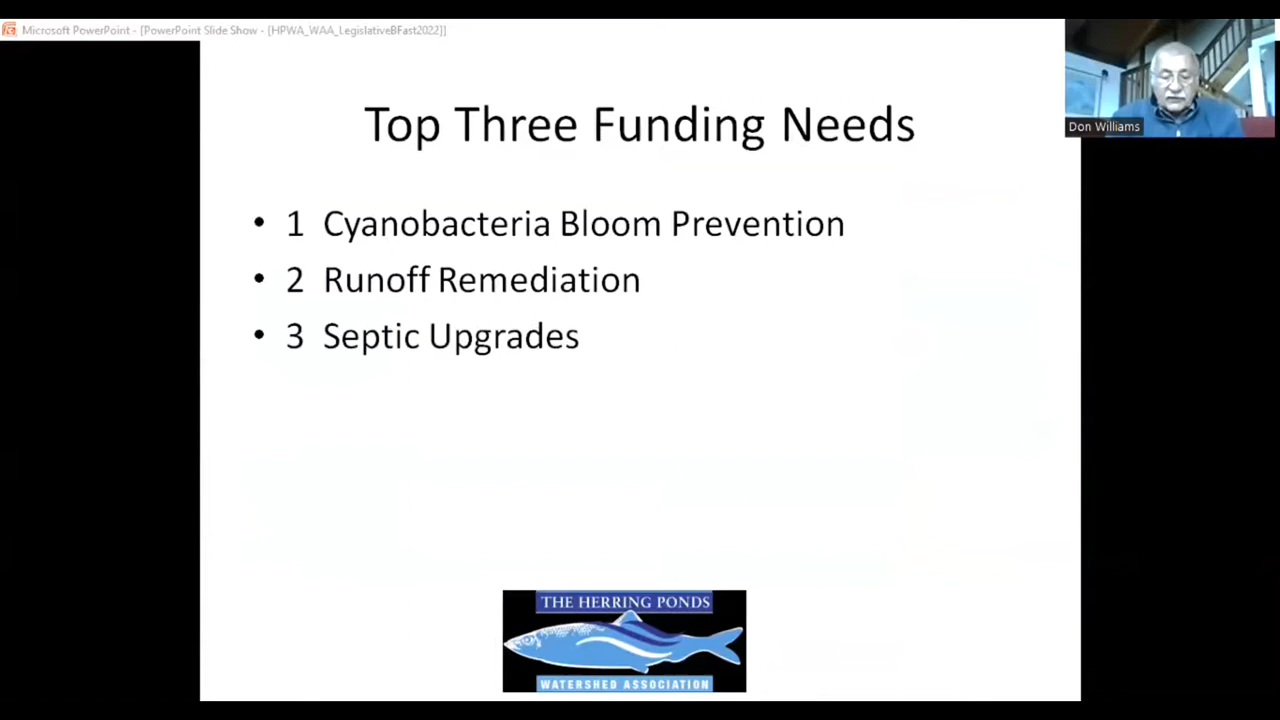 Microsoft PowerPoint - [PowerPoint Slide Show - [HPWA_WAA_LegislativeBFast2022]]
Don Williams
Top Three Funding Needs
• 1 Cyanobacteria Bloom Prevention
• 2 Runoff Remediation
• 3 Septic Upgrades
THE HERRING PONDS
WATERSHED ASSOCIATION